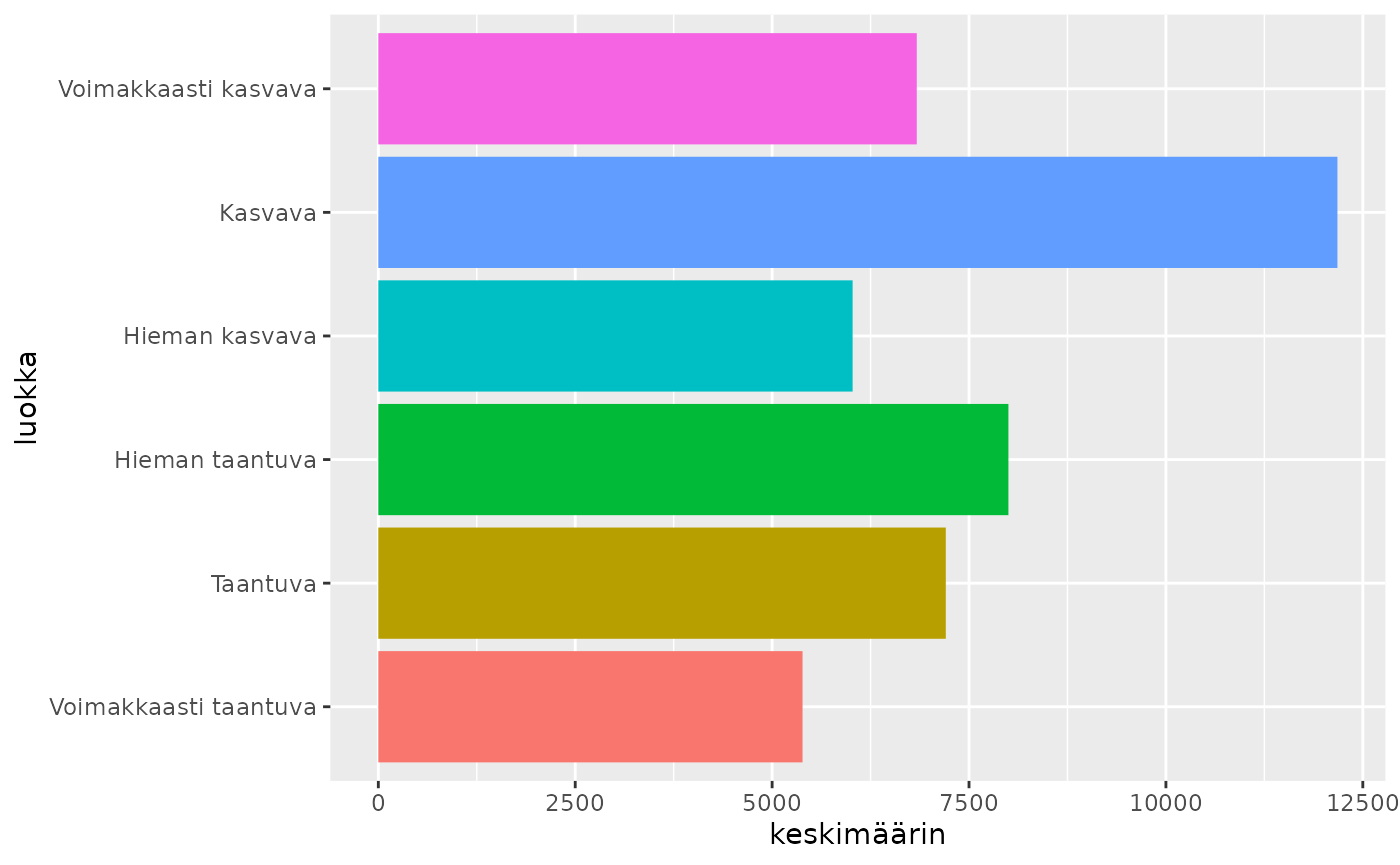 Voimakkaasti kasvava
Kasvava
Hieman kasvava
luokka
Hieman taantuva
Taantuva
Voimakkaasti taantuva
0 2500 5000 7500 10000 12500
keskimäärin